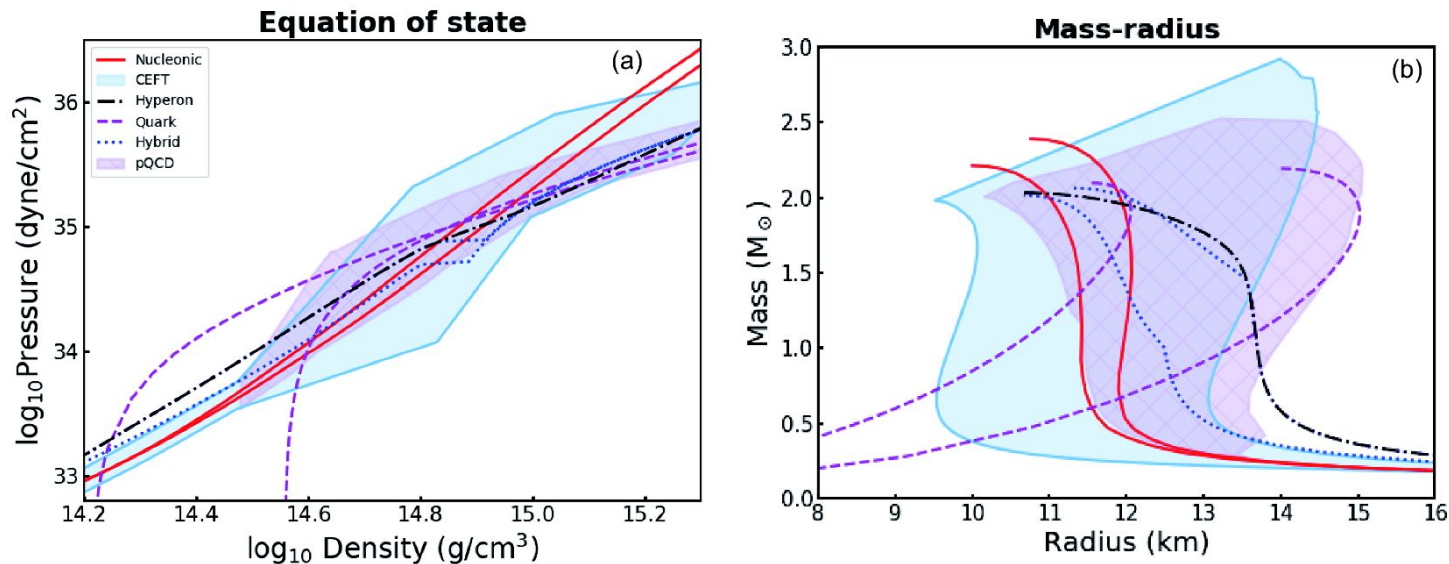 Equation of state
(a)
Nucleonic
CEFT
Hyperon
Quark
Hybrid
pQCD
log₁₀Pressure (dyne/cm²)
36
35
34
33
14.2 14.4 14.6 14.8 15.0 15.2
log₁₀ Density (g/cm³)
Mass-radius
(b)
Mass (M⊙)
3.0
2.5
2.0
1.5
1.0
0.5
0.0
8 9 10 11 12 13 14 15 16
Radius (km)